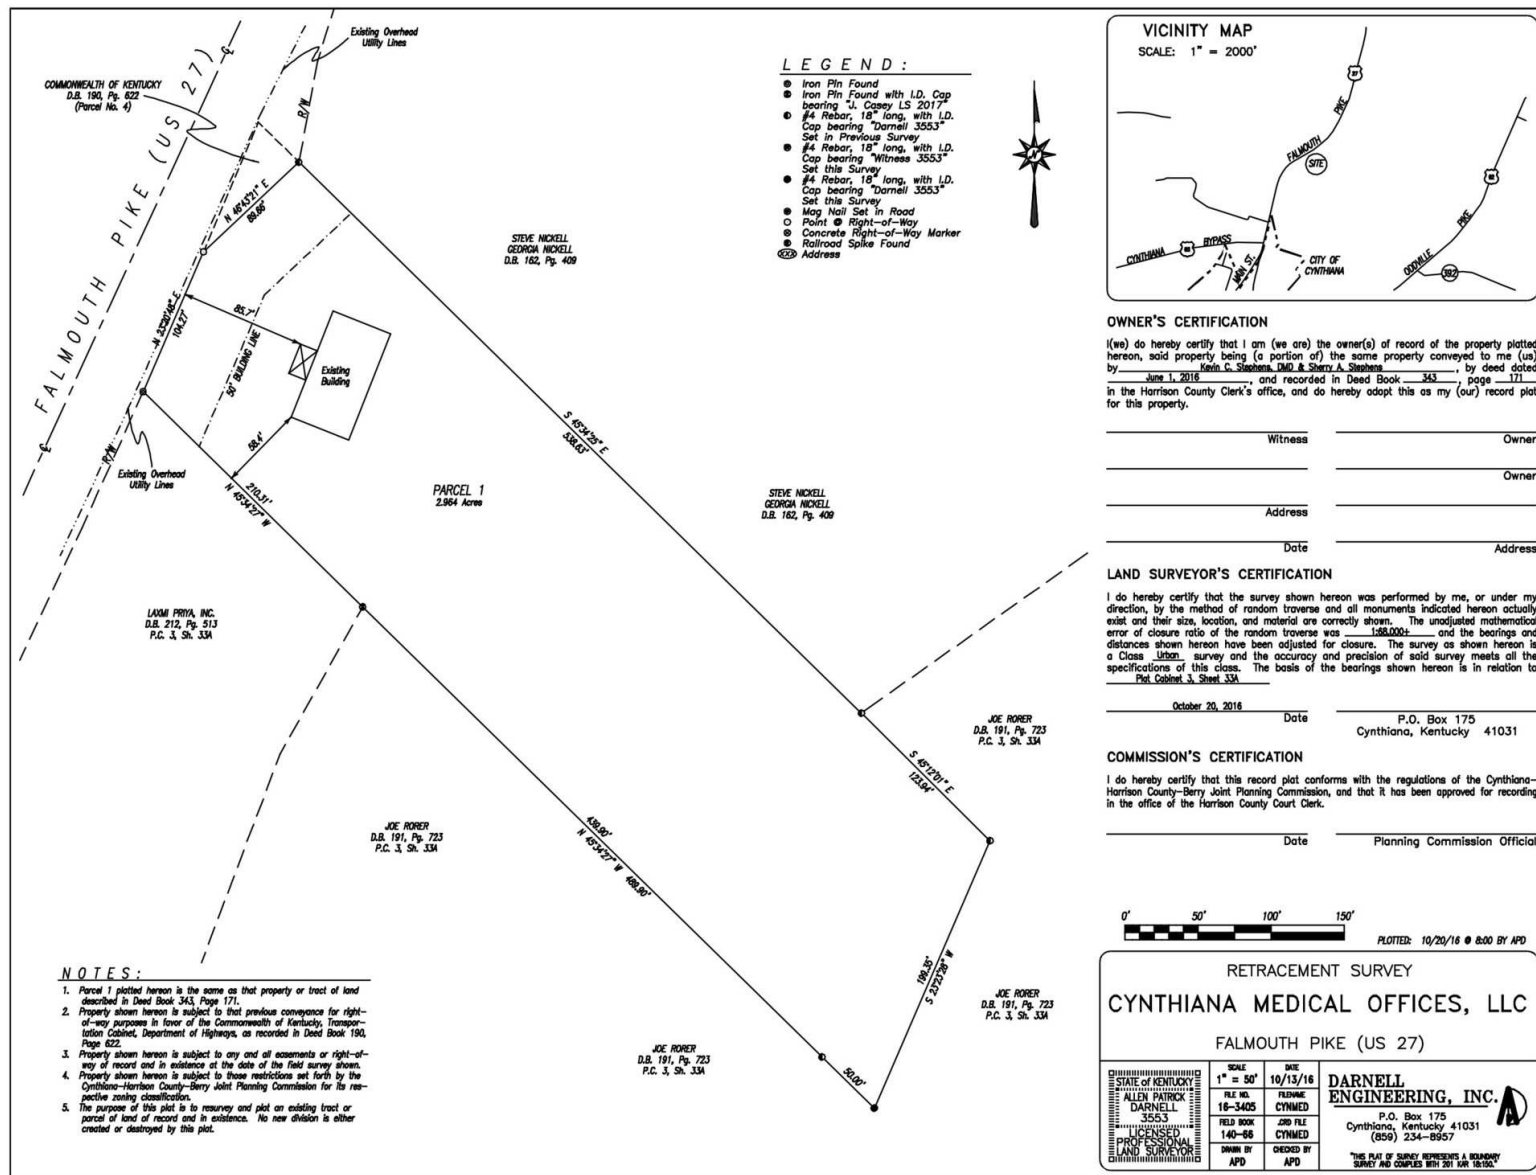 Existing Overhead
Utility Lines
COMMONWEALTH OF KENTUCKY
D.B. 190, Pg. 622
(Parcel No. 4)
FALMOUTH PIKE (US 27)
R/W
N 46°43'21" E
89.66'
N 23°20'48" E
104.27'
85.7'
50' BUILDING LINE
Existing
Building
58.4'
R/W
Existing Overhead
Utility Lines
210.31'
N 45°34'27" W
PARCEL 1
2.964 Acres
STEVE NICKELL
GEORGIA NICKELL
D.B. 162, Pg. 409
S 45°34'25" E
538.63'
STEVE NICKELL
GEORGIA NICKELL
D.B. 162, Pg. 409
LAXMI PRIYA, INC.
D.B. 212, Pg. 513
P.C. 3, Sh. 33A
JOE RORER
D.B. 191, Pg. 723
P.C. 3, Sh. 33A
S 45°12'01" E
123.94'
JOE RORER
D.B. 191, Pg. 723
P.C. 3, Sh. 33A
439.90'
N 45°34'27" W 489.90'
199.35'
S 23°23'28" W
JOE RORER
D.B. 191, Pg. 723
P.C. 3, Sh. 33A
JOE RORER
D.B. 191, Pg. 723
P.C. 3, Sh. 33A
50.00'
LEGEND:
Iron Pin Found
Iron Pin Found with I.D. Cap
bearing "J. Casey LS 2017"
#4 Rebar, 18" long, with I.D.
Cap bearing "Darnell 3553"
Set in Previous Survey
#4 Rebar, 18" long, with I.D.
Cap bearing "Witness 3553"
Set this Survey
#4 Rebar, 18" long, with I.D.
Cap bearing "Darnell 3553"
Set this Survey
Mag Nail Set in Road
Point @ Right-of-Way
Concrete Right-of-Way Marker
Railroad Spike Found
XXX Address
N
NOTES:
1. Parcel 1 platted hereon is the same as that property or tract of land
described in Deed Book 343, Page 171.
2. Property shown hereon is subject to that previous conveyance for right-
of-way purposes in favor of the Commonwealth of Kentucky, Transpor-
tation Cabinet, Department of Highways, as recorded in Deed Book 190,
Page 622.
3. Property shown hereon is subject to any and all easements or right-of-
way of record and in existence at the date of the field survey shown.
4. Property shown hereon is subject to those restrictions set forth by the
Cynthiana-Harrison County-Berry Joint Planning Commission for its res-
pective zoning classification.
5. The purpose of this plat is to resurvey and plat an existing tract or
parcel of land of record and in existence. No new division is either
created or destroyed by this plat.
VICINITY MAP
SCALE: 1" = 2000'
27
PIKE
FALMOUTH
SITE
62
CYNTHIANA
BYPASS
MAIN ST.
CITY OF
CYNTHIANA
62
PIKE
ODDVILLE
392
OWNER'S CERTIFICATION
I(we) do hereby certify that I am (we are) the owner(s) of record of the property platted
hereon, said property being (a portion of) the same property conveyed to me (us)
by Kevin C. Stephens, DMD & Sherry A. Stephens, by deed dated
June 1, 2016, and recorded in Deed Book 343, page 171
in the Harrison County Clerk's office, and do hereby adopt this as my (our) record plat
for this property.
Witness Owner
Owner
Address
Date Address
LAND SURVEYOR'S CERTIFICATION
I do hereby certify that the survey shown hereon was performed by me, or under my
direction, by the method of random traverse and all monuments indicated hereon actually
exist and their size, location, and material are correctly shown. The unadjusted mathematical
error of closure ratio of the random traverse was 1:68,000+ and the bearings and
distances shown hereon have been adjusted for closure. The survey as shown hereon is
a Class Urban survey and the accuracy and precision of said survey meets all the
specifications of this class. The basis of the bearings shown hereon is in relation to
Plat Cabinet 3, Sheet 33A
October 20, 2016
Date
P.O. Box 175
Cynthiana, Kentucky 41031
COMMISSION'S CERTIFICATION
I do hereby certify that this record plat conforms with the regulations of the Cynthiana-
Harrison County-Berry Joint Planning Commission, and that it has been approved for recording
in the office of the Harrison County Court Clerk.
Date Planning Commission Official
0' 50' 100' 150'
PLOTTED: 10/20/16 @ 8:00 BY APD
RETRACEMENT SURVEY
CYNTHIANA MEDICAL OFFICES, LLC
FALMOUTH PIKE (US 27)
STATE of KENTUCKY
ALLEN PATRICK
DARNELL
3553
LICENSED
PROFESSIONAL
LAND SURVEYOR
SCALE
1" = 50'
DATE
10/13/16
FILE NO.
16-3405
FILENAME
CYNMED
FIELD BOOK
140-66
.CRD FILE
CYNMED
DRAWN BY
APD
CHECKED BY
APD
DARNELL
ENGINEERING, INC.
P.O. Box 175
Cynthiana, Kentucky 41031
(859) 234-8957
"THIS PLAT OF SURVEY REPRESENTS A BOUNDARY
SURVEY AND COMPLIES WITH 201 KAR 18:150."